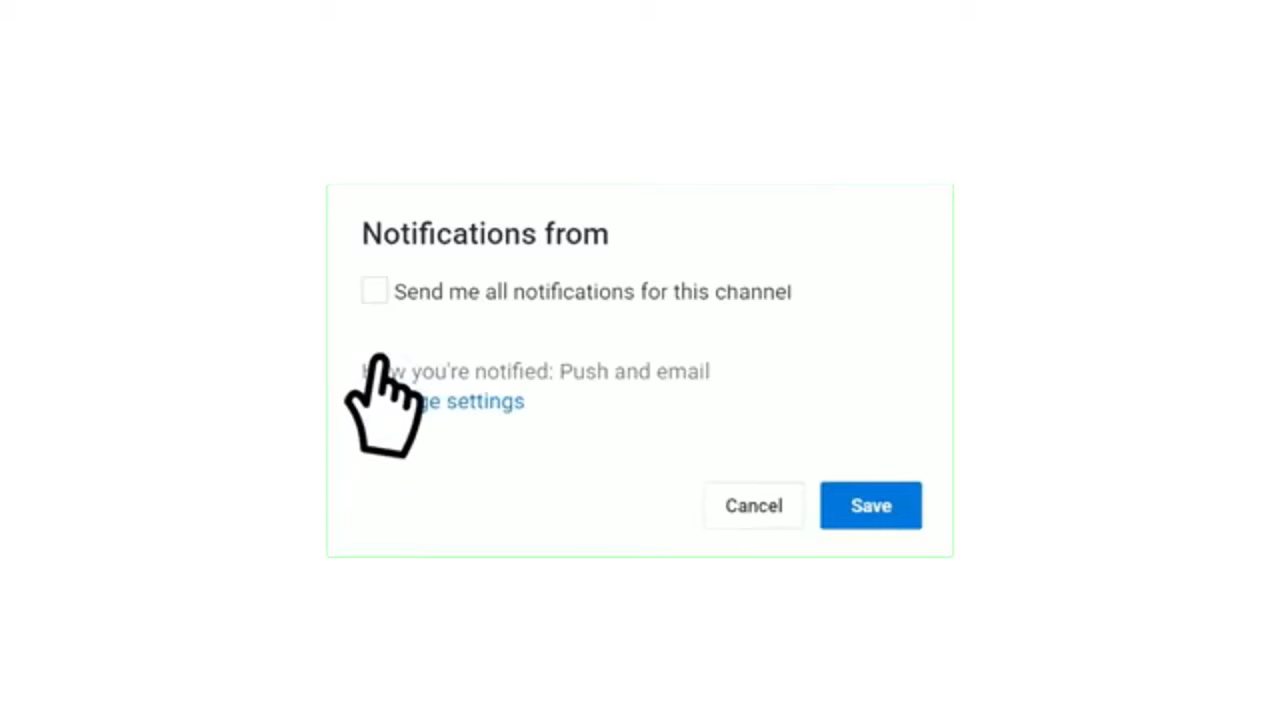 Notifications from
Send me all notifications for this channel
you're notified: Push and email
settings
Cancel
Save